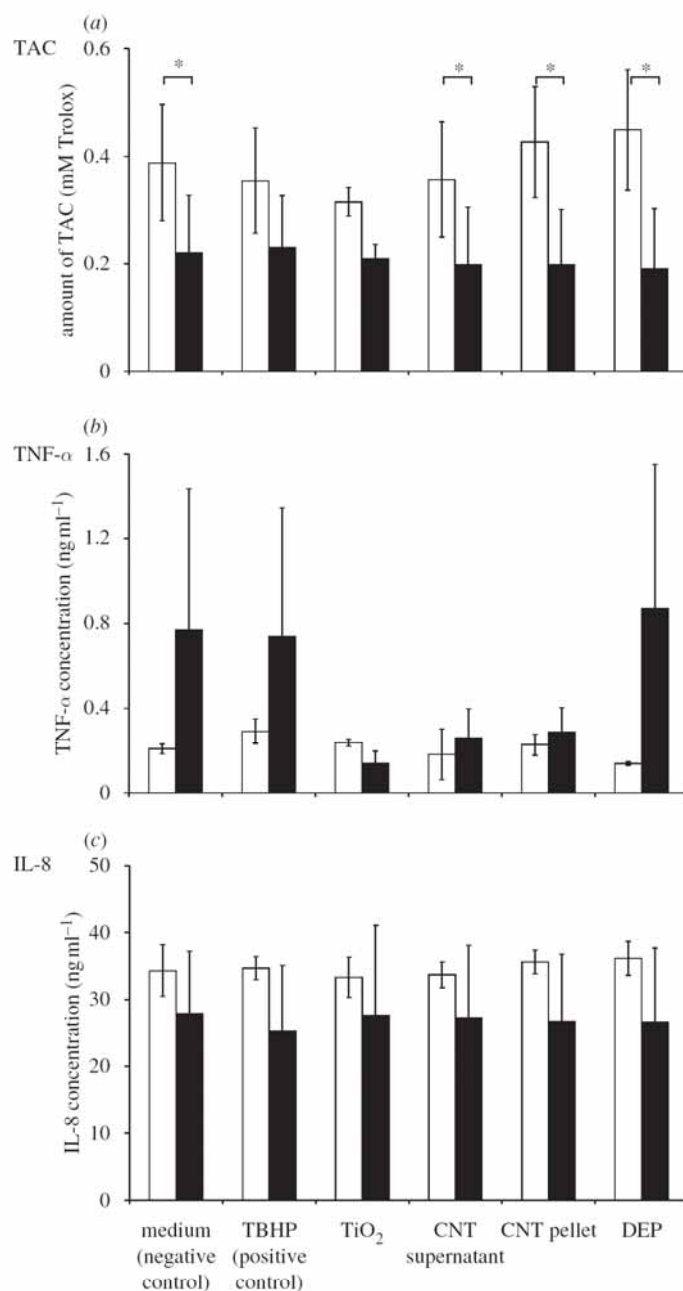 (a)
TAC
0.6
0.4
0.2
0
amount of TAC (mM Trolox)
*
*
*
*
(b)
TNF-α
1.6
1.2
0.8
0.4
0
TNF-α concentration (ng ml⁻¹)
(c)
IL-8
50
40
30
20
10
0
IL-8 concentration (ng ml⁻¹)
medium
(negative
control)
TBHP
(positive
control)
TiO₂
CNT
supernatant
CNT pellet
DEP